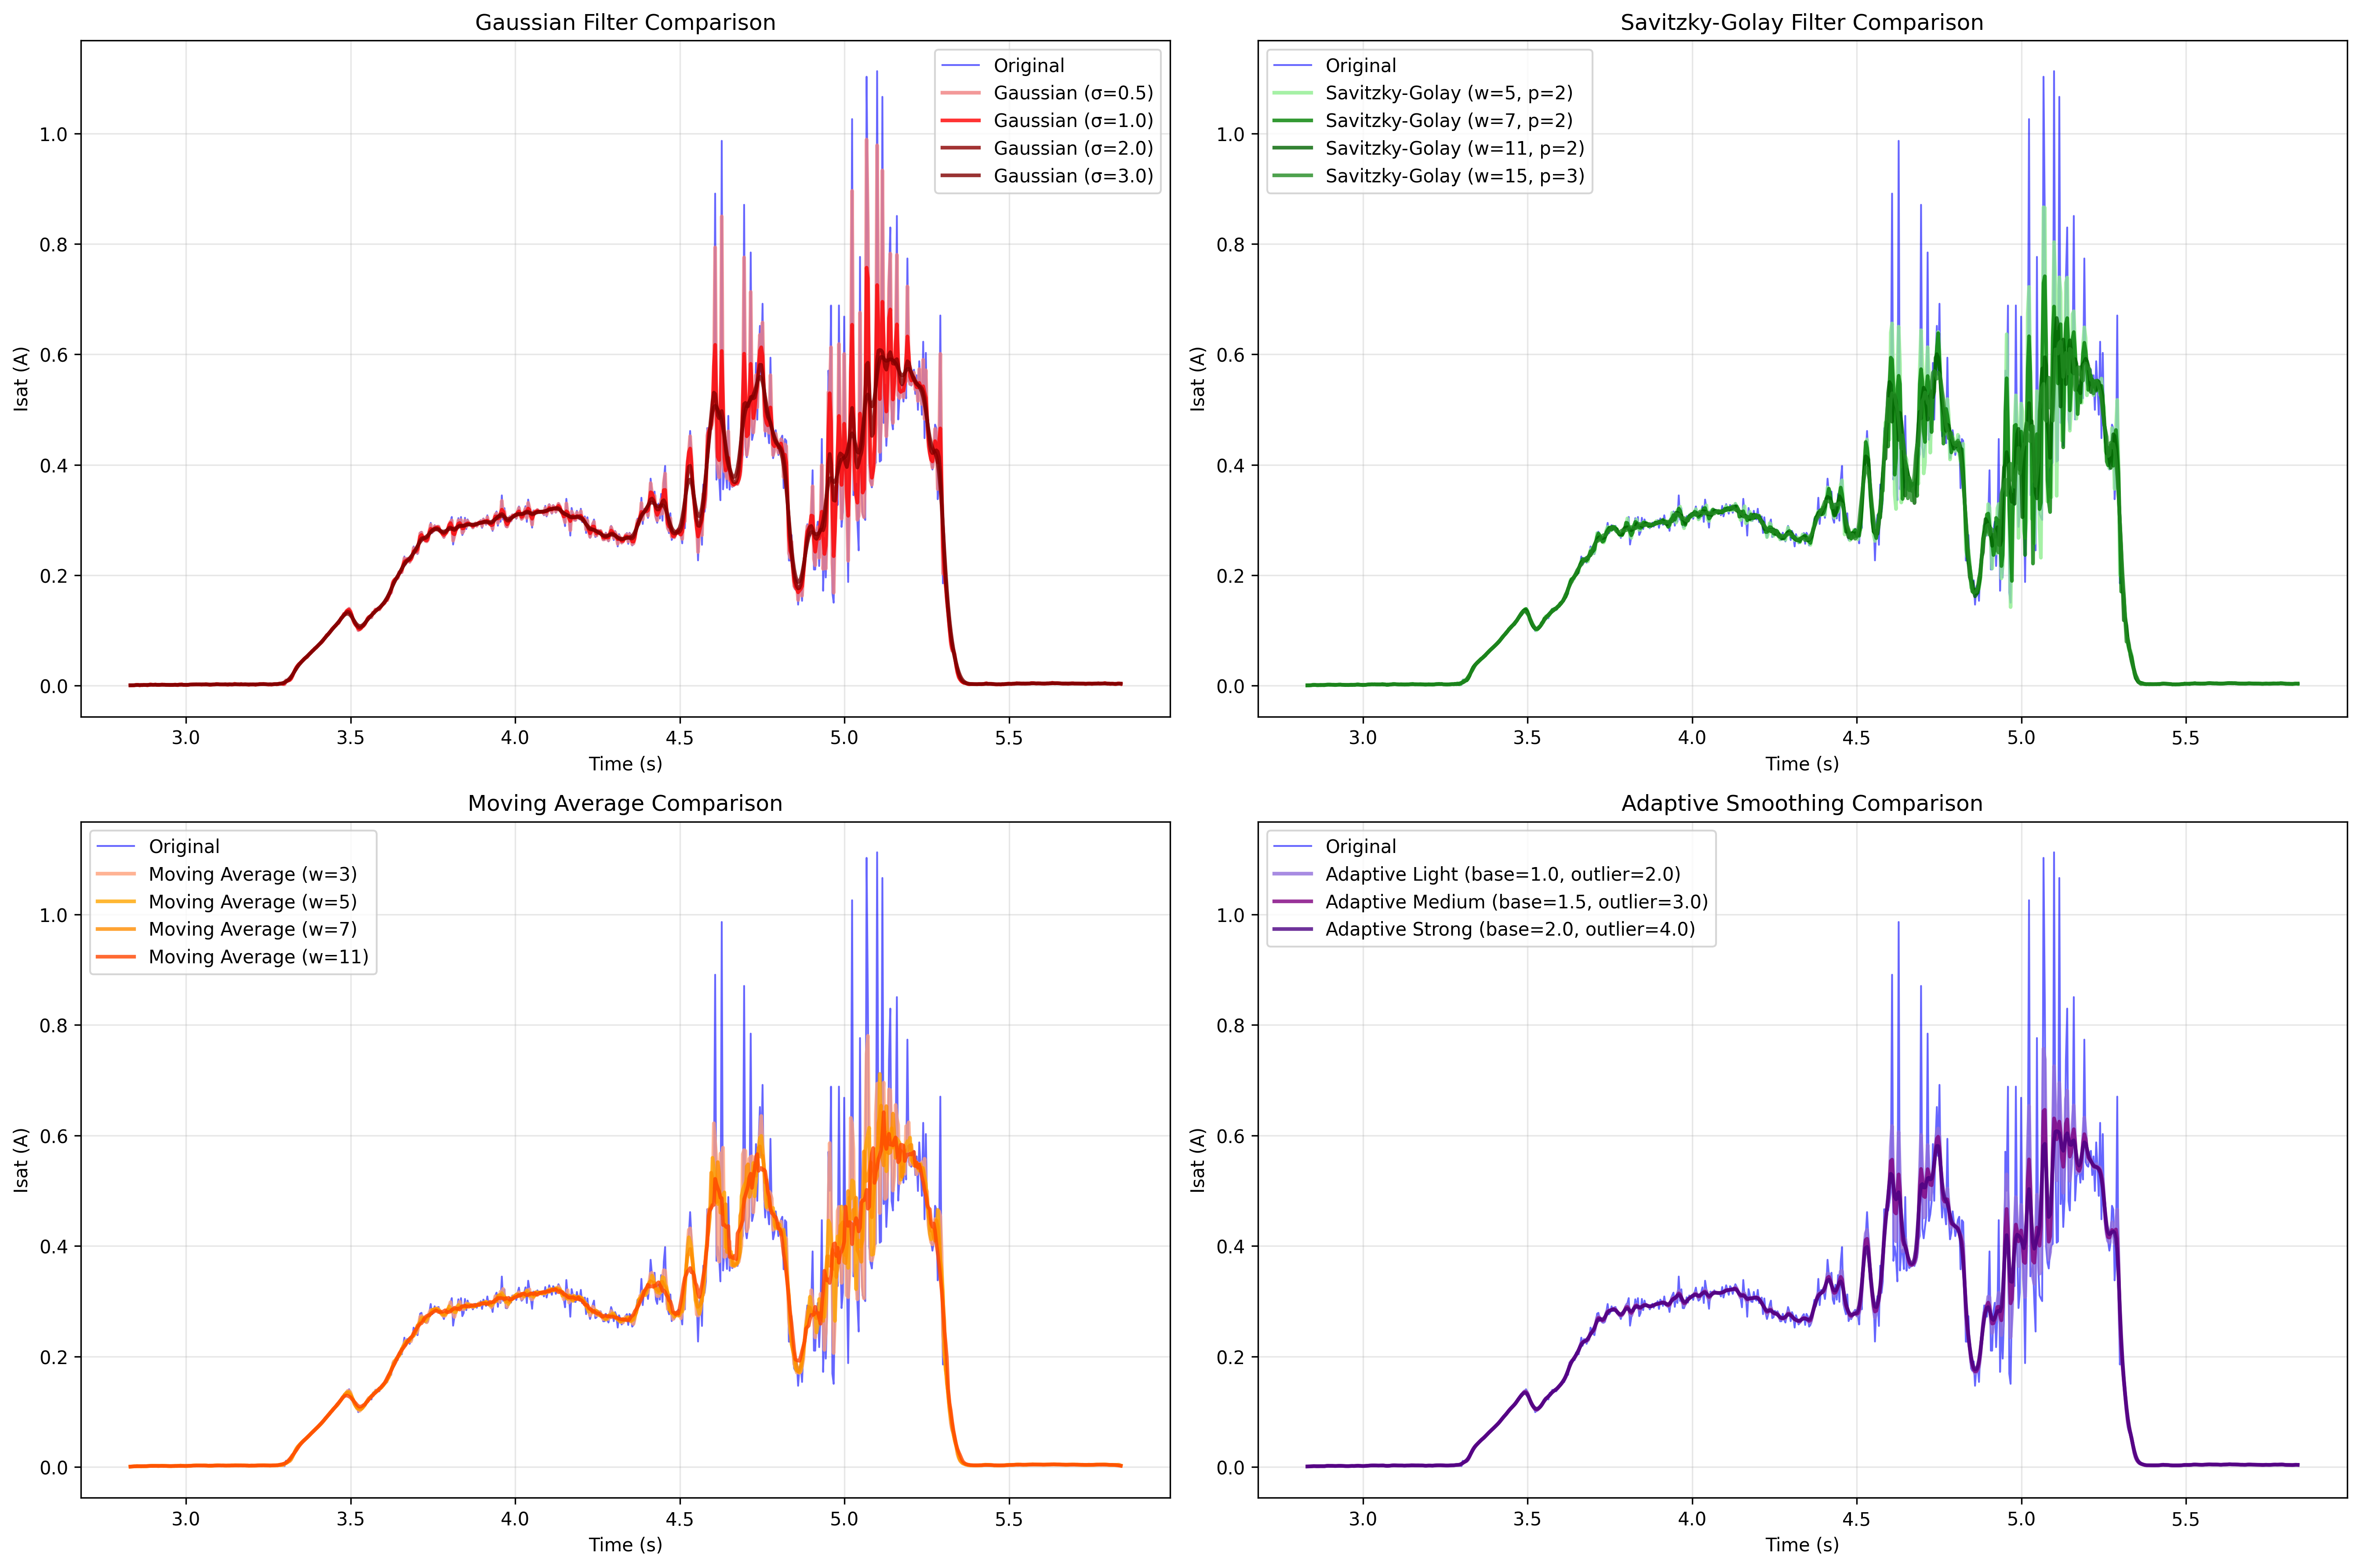 Gaussian Filter Comparison
Original
Gaussian (σ=0.5)
Gaussian (σ=1.0)
Gaussian (σ=2.0)
Gaussian (σ=3.0)
Isat (A)
1.0
0.8
0.6
0.4
0.2
0.0
3.0 3.5 4.0 4.5 5.0 5.5
Time (s)
Savitzky-Golay Filter Comparison
Original
Savitzky-Golay (w=5, p=2)
Savitzky-Golay (w=7, p=2)
Savitzky-Golay (w=11, p=2)
Savitzky-Golay (w=15, p=3)
Isat (A)
1.0
0.8
0.6
0.4
0.2
0.0
3.0 3.5 4.0 4.5 5.0 5.5
Time (s)
Moving Average Comparison
Original
Moving Average (w=3)
Moving Average (w=5)
Moving Average (w=7)
Moving Average (w=11)
Isat (A)
1.0
0.8
0.6
0.4
0.2
0.0
3.0 3.5 4.0 4.5 5.0 5.5
Time (s)
Adaptive Smoothing Comparison
Original
Adaptive Light (base=1.0, outlier=2.0)
Adaptive Medium (base=1.5, outlier=3.0)
Adaptive Strong (base=2.0, outlier=4.0)
Isat (A)
1.0
0.8
0.6
0.4
0.2
0.0
3.0 3.5 4.0 4.5 5.0 5.5
Time (s)